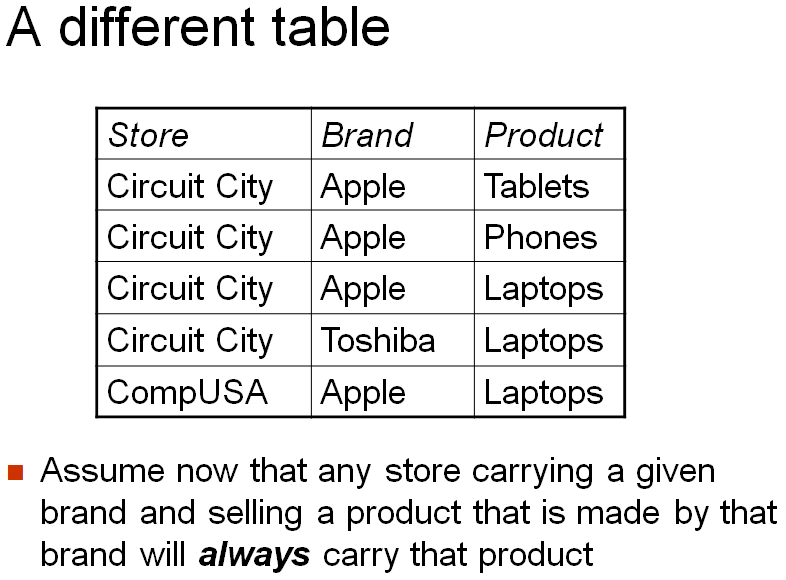 A different table
Store Brand Product
Circuit City Apple Tablets
Circuit City Apple Phones
Circuit City Apple Laptops
Circuit City Toshiba Laptops
CompUSA Apple Laptops
Assume now that any store carrying a given
brand and selling a product that is made by that
brand will always carry that product